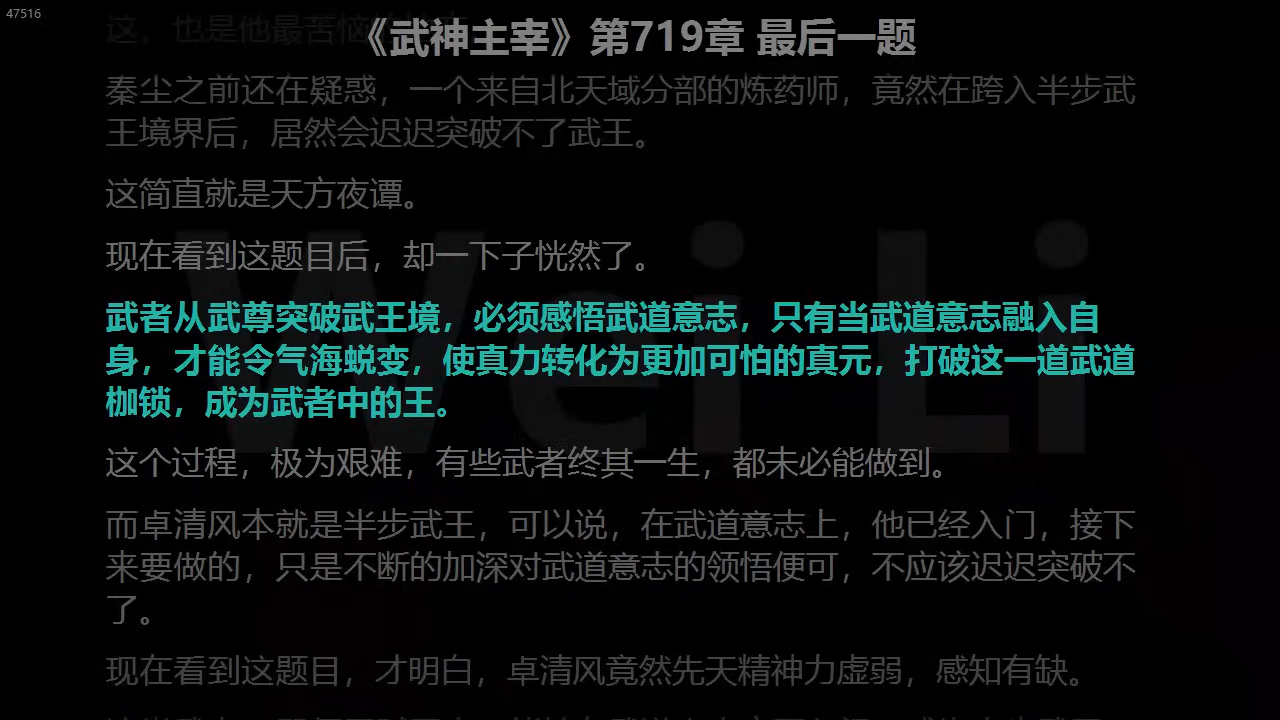 47516
这，也是他最苦恼
《武神主宰》第719章 最后一题
秦尘之前还在疑惑，一个来自北天域分部的炼药师，竟然在跨入半步武
王境界后，居然会迟迟突破不了武王。
这简直就是天方夜谭。
现在看到这题目后，却一下子恍然了。
武者从武尊突破武王境，必须感悟武道意志，只有当武道意志融入自
身，才能令气海蜕变，使真力转化为更加可怕的真元，打破这一道武道
枷锁，成为武者中的王。
这个过程，极为艰难，有些武者终其一生，都未必能做到。
而卓清风本就是半步武王，可以说，在武道意志上，他已经入门，接下
来要做的，只是不断的加深对武道意志的领悟便可，不应该迟迟突破不
了。
现在看到这题目，才明白，卓清风竟然先天精神力虚弱，感知有缺。
Wei Li